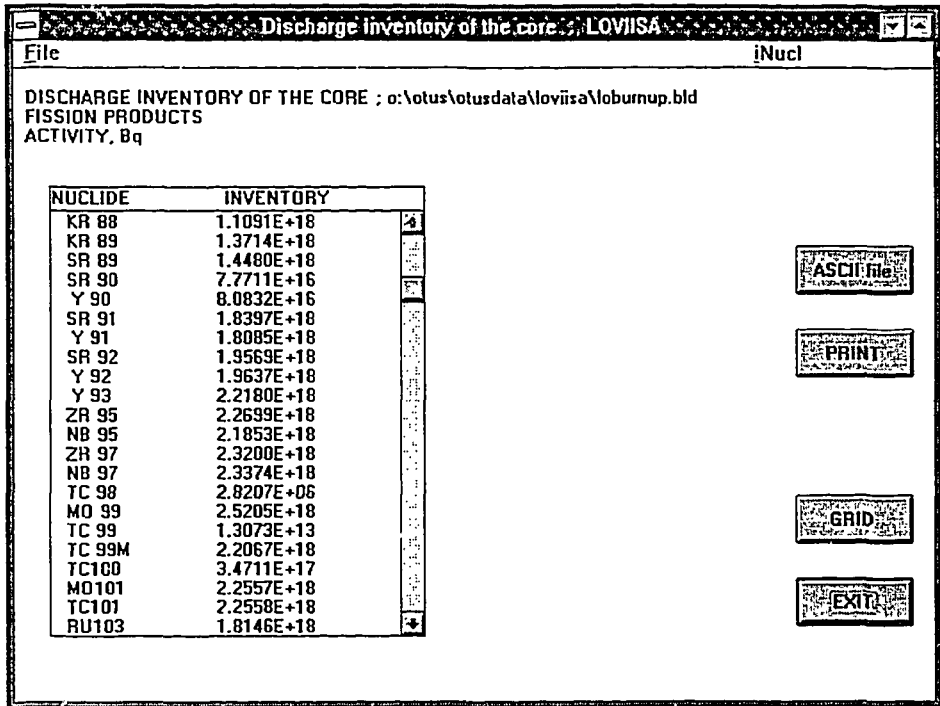 Discharge inventory of the core ; LOVIISA
File iNucl
DISCHARGE INVENTORY OF THE CORE ; o:\otus\otusdata\loviisa\loburnup.bld
FISSION PRODUCTS
ACTIVITY, Bq
NUCLIDE INVENTORY
KR 88 1.1091E+18
KR 89 1.3714E+18
SR 89 1.4480E+18
SR 90 7.7711E+16
Y 90 8.0832E+16
SR 91 1.8397E+18
Y 91 1.8085E+18
SR 92 1.9569E+18
Y 92 1.9637E+18
Y 93 2.2180E+18
ZR 95 2.2699E+18
NB 95 2.1853E+18
ZR 97 2.3200E+18
NB 97 2.3374E+18
TC 98 2.8207E+06
MO 99 2.5205E+18
TC 99 1.3073E+13
TC 99M 2.2067E+18
TC100 3.4711E+17
MO101 2.2557E+18
TC101 2.2558E+18
RU103 1.8146E+18
ASCII file
PRINT
GRID
EXIT